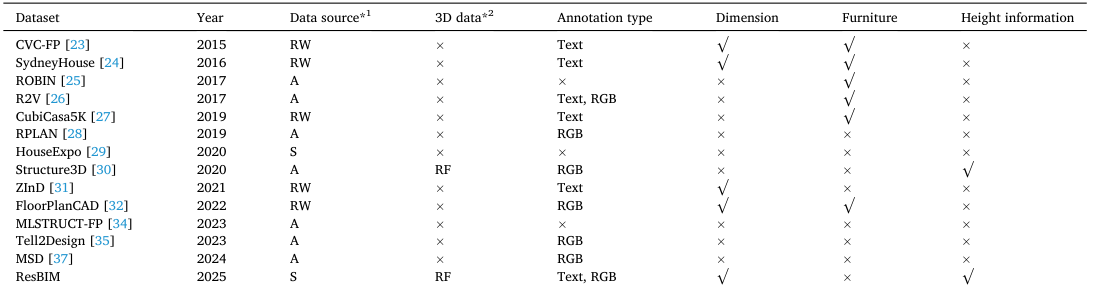 Dataset Year Data source*1 3D data*2 Annotation type Dimension Furniture Height information
CVC-FP [23] 2015 RW × Text √ √ ×
SydneyHouse [24] 2016 RW × Text √ √ ×
ROBIN [25] 2017 A × × × √ ×
R2V [26] 2017 A × Text, RGB × √ ×
CubiCasa5K [27] 2019 RW × Text × √ ×
RPLAN [28] 2019 A × RGB × × ×
HouseExpo [29] 2020 S × × × × ×
Structure3D [30] 2020 A RF RGB × × √
ZInD [31] 2021 RW × Text √ × ×
FloorPlanCAD [32] 2022 RW × RGB √ √ ×
MLSTRUCT-FP [34] 2023 A × × × × ×
Tell2Design [35] 2023 A × RGB × × ×
MSD [37] 2024 A × RGB × × ×
ResBIM 2025 S RF Text, RGB √ × √